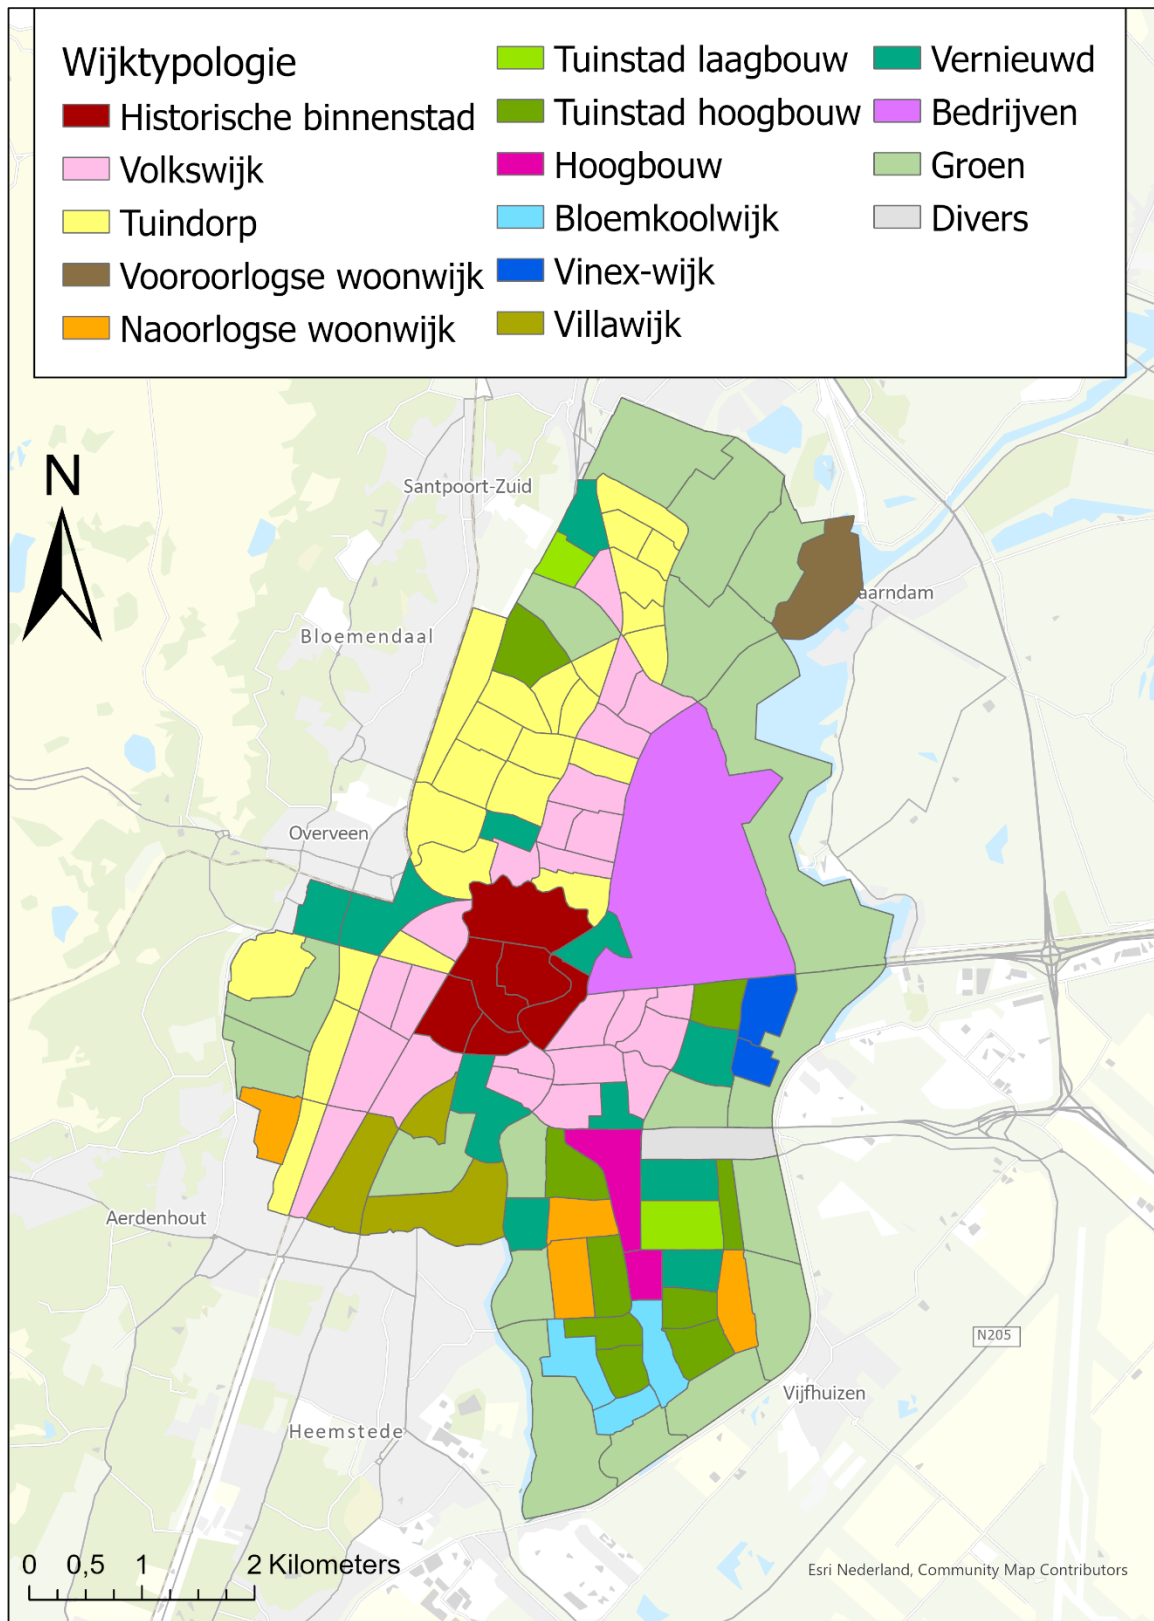 Wijktypologie
Historische binnenstad
Volkswijk
Tuindorp
Vooroorlogse woonwijk
Naoorlogse woonwijk
Tuinstad laagbouw
Tuinstad hoogbouw
Hoogbouw
Bloemkoolwijk
Vinex-wijk
Villawijk
Vernieuwd
Bedrijven
Groen
Divers
N
Santpoort-Zuid
aarndam
Bloemendaal
Overveen
Aerdenhout
N205
Vijfhuizen
Heemstede
0 0,5 1 2 Kilometers
Esri Nederland, Community Map Contributors